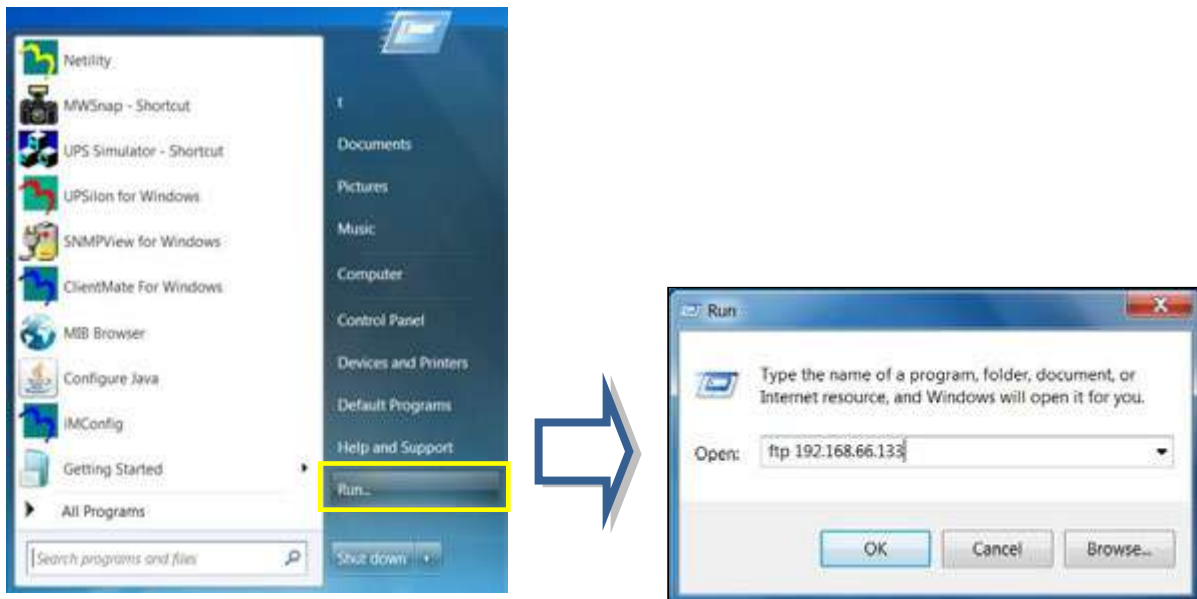 Netility
MWSnap - Shortcut
UPS Simulator - Shortcut
UPSilon for Windows
SNMPView for Windows
ClientMate For Windows
MIB Browser
Configure Java
iMConfig
Getting Started
All Programs
Search programs and files
t
Documents
Pictures
Music
Computer
Control Panel
Devices and Printers
Default Programs
Help and Support
Run...
Shut down
Run
Type the name of a program, folder, document, or
Internet resource, and Windows will open it for you.
Open: ftp 192.168.66.133
OK Cancel Browse...